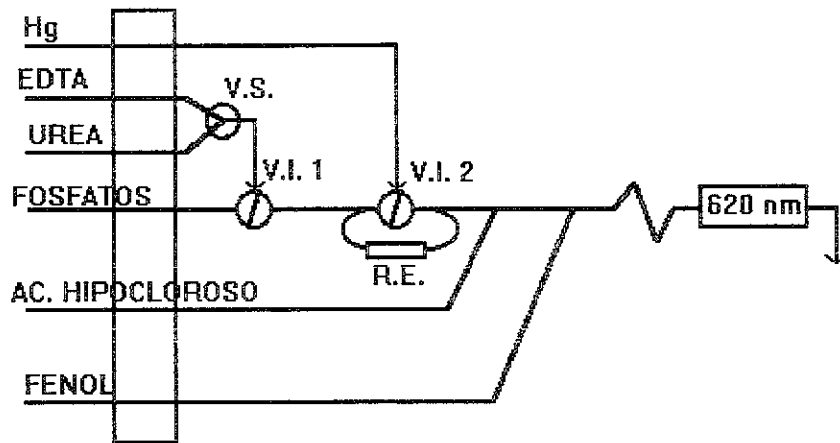 Hg
EDTA
V.S.
UREA
V.I. 1
V.I. 2
FOSFATOS
620 nm
R.E.
AC. HIPOCLOROSO
FENOL